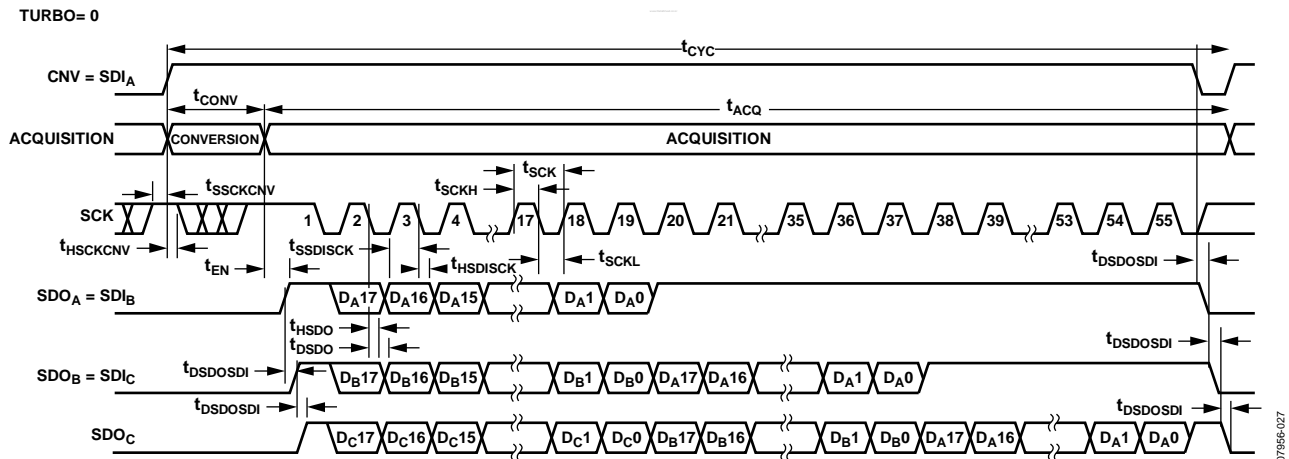 TURBO= 0
tCYC
CNV = SDIA
tCONV
tACQ
ACQUISITION
CONVERSION
ACQUISITION
tSSCKCNV
tSCKH
tSCK
SCK
1 2 3 4 17 18 19 20 21 35 36 37 38 39 53 54 55
tHSCKCNV
tEN
tSSDISCK
tHSDISCK
tSCKL
tDSDOSDI
SDOA = SDIB
DA17 DA16 DA15 DA1 DA0
tHSDO
tDSDO
tDSDOSDI
tDSDOSDI
SDOB = SDIC
DB17 DB16 DB15 DB1 DB0 DA17 DA16 DA1 DA0
tDSDOSDI
tDSDOSDI
SDOC
DC17 DC16 DC15 DC1 DC0 DB17 DB16 DB1 DB0 DA17 DA16 DA1 DA0
07956-027